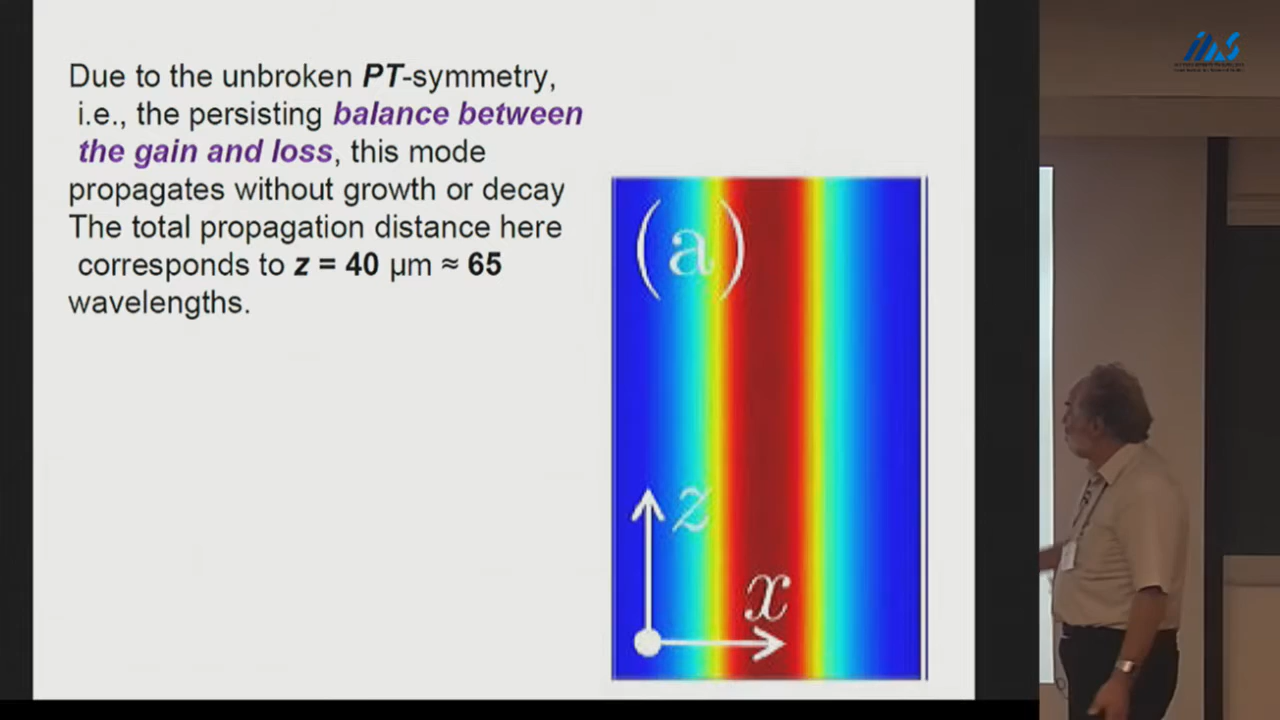 Due to the unbroken PT-symmetry,
i.e., the persisting balance between
the gain and loss, this mode
propagates without growth or decay
The total propagation distance here
corresponds to z = 40 μm ≈ 65
wavelengths.
(a)
z
x